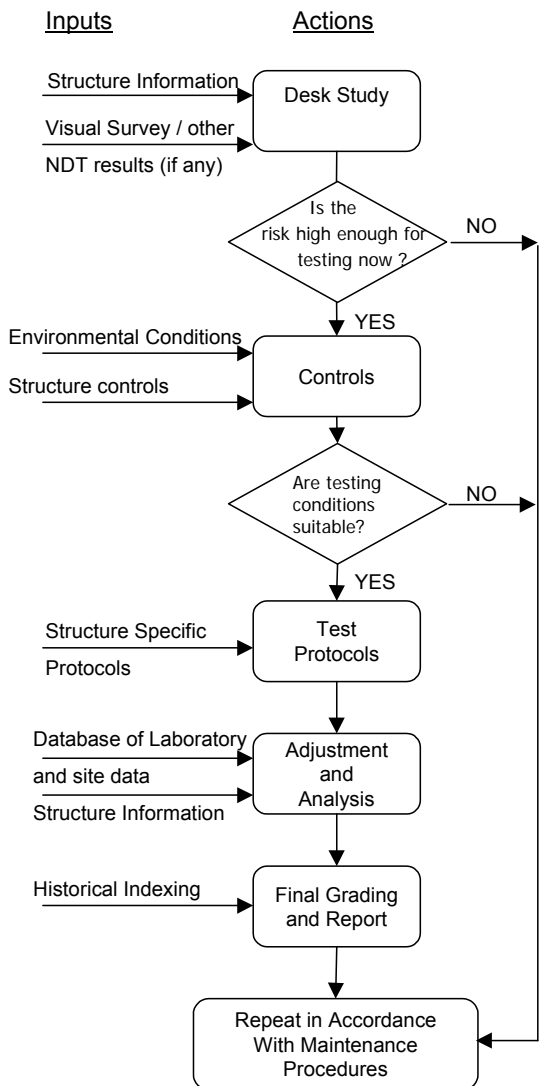 Inputs
Actions
Structure Information
Visual Survey / other
NDT results (if any)
Desk Study
Is the
risk high enough for
testing now ?
NO
YES
Environmental Conditions
Structure controls
Controls
Are testing
conditions
suitable?
NO
YES
Structure Specific
Protocols
Test
Protocols
Database of Laboratory
and site data
Structure Information
Adjustment
and
Analysis
Historical Indexing
Final Grading
and Report
Repeat in Accordance
With Maintenance
Procedures